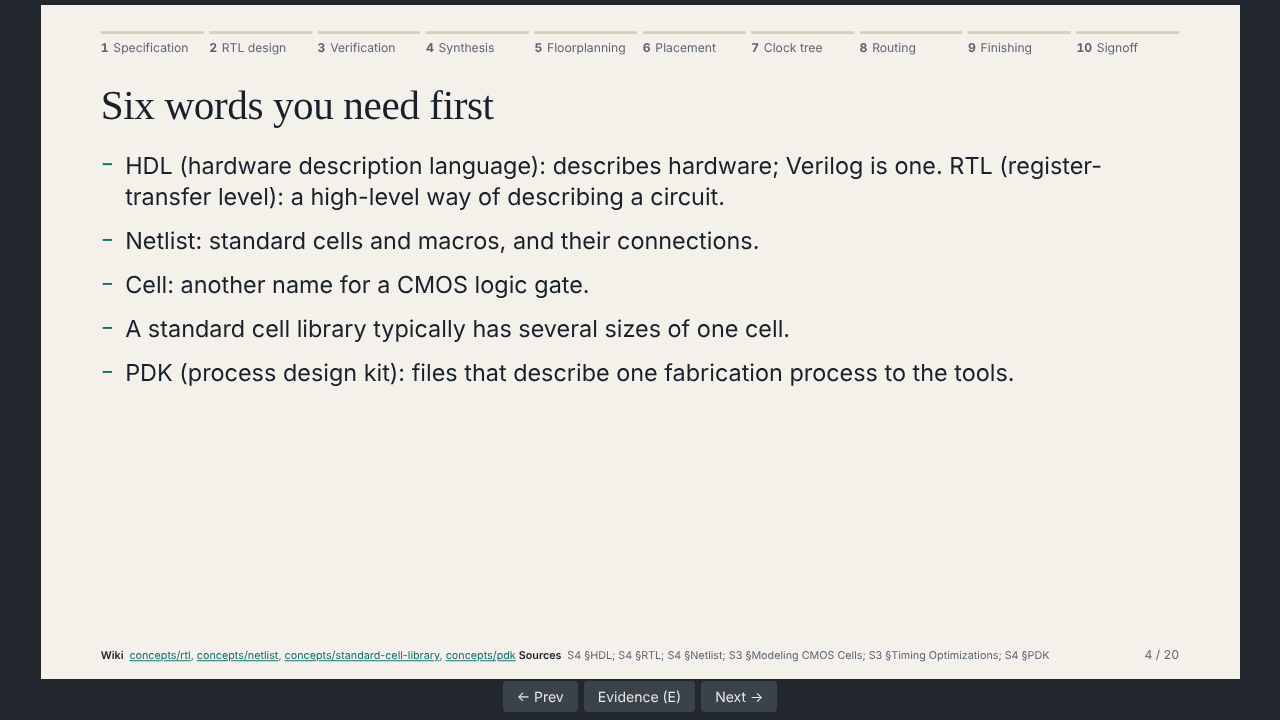 1 Specification 2 RTL design 3 Verification 4 Synthesis 5 Floorplanning 6 Placement 7 Clock tree 8 Routing 9 Finishing 10 Signoff
Six words you need first
– HDL (hardware description language): describes hardware; Verilog is one. RTL (register-
transfer level): a high-level way of describing a circuit.
– Netlist: standard cells and macros, and their connections.
– Cell: another name for a CMOS logic gate.
– A standard cell library typically has several sizes of one cell.
– PDK (process design kit): files that describe one fabrication process to the tools.
Wiki concepts/rtl, concepts/netlist, concepts/standard-cell-library, concepts/pdk Sources S4 §HDL; S4 §RTL; S4 §Netlist; S3 §Modeling CMOS Cells; S3 §Timing Optimizations; S4 §PDK 4 / 20
← Prev Evidence (E) Next →